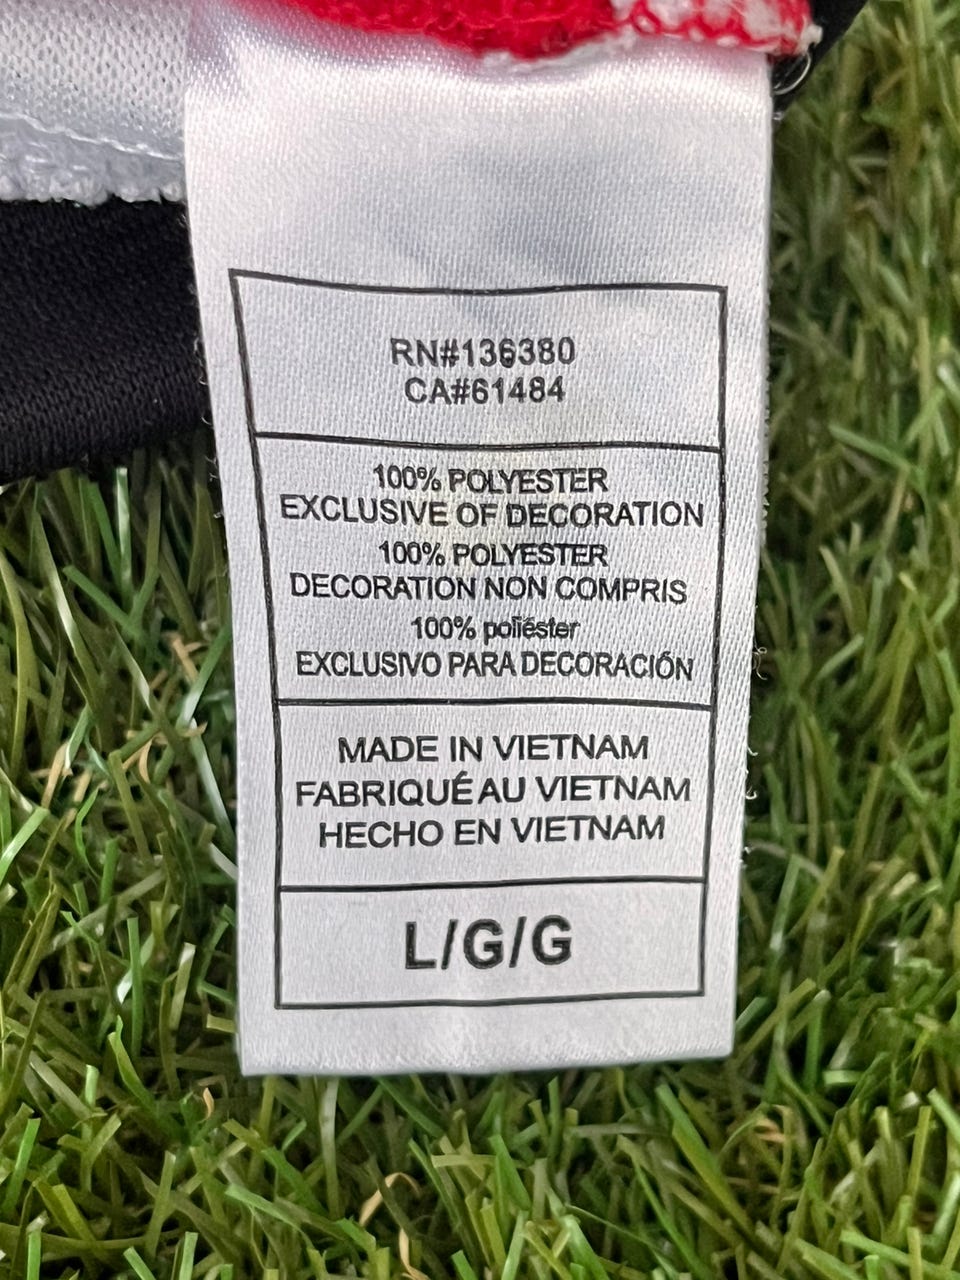 RN#136380
CA#61484
100% POLYESTER
EXCLUSIVE OF DECORATION
100% POLYESTER
DECORATION NON COMPRIS
100% poliéster
EXCLUSIVO PARA DECORACIÓN
MADE IN VIETNAM
FABRIQUÉ AU VIETNAM
HECHO EN VIETNAM
L/G/G